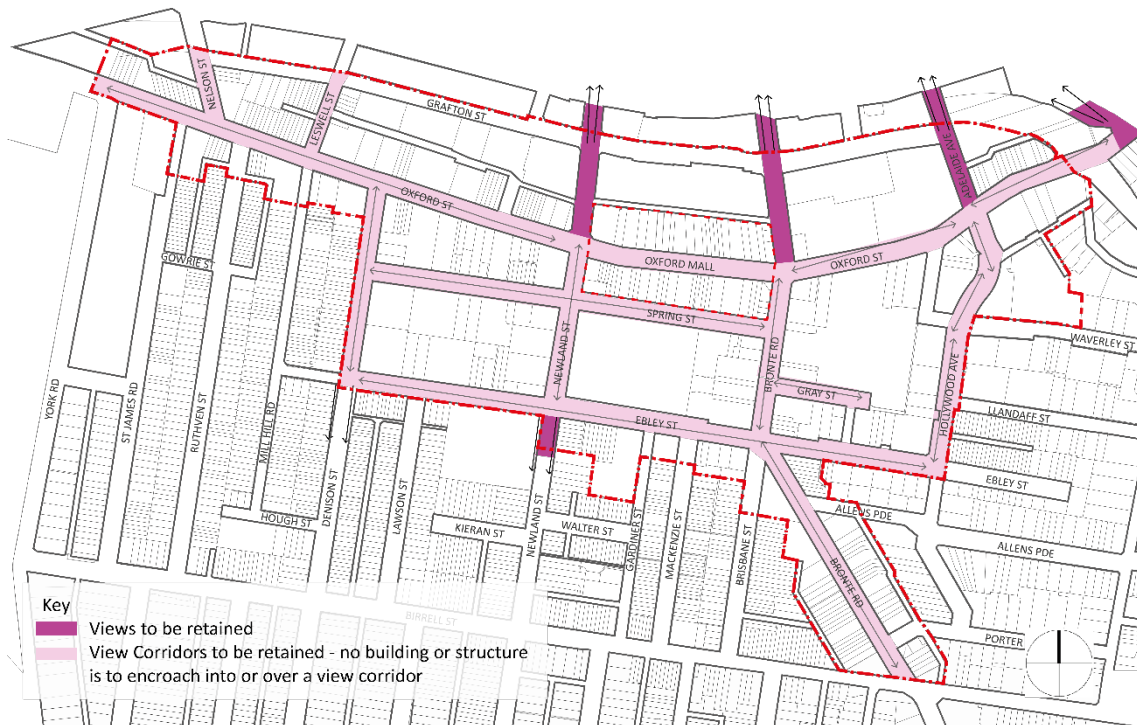 NELSON ST
LESWELL ST
GRAFTON ST
ADELAIDE AVE
OXFORD ST
OXFORD MALL
OXFORD ST
GOWRIE ST
SPRING ST
NEWLAND ST
BRONTE RD
WAVERLEY ST
GRAY ST
HOLLYWOOD AVE
LLANDAFF ST
YORK RD
ST JAMES RD
RUTHVEN ST
MILL HILL RD
EBLEY ST
EBLEY ST
DENISON ST
LAWSON ST
HOUGH ST
KIERAN ST
NEWLAND ST
WALTER ST
GARDINER ST
MACKENZIE ST
BRISBANE ST
ALLENS PDE
ALLENS PDE
BRONTE RD
PORTER
BIRRELL ST
Key
Views to be retained
View Corridors to be retained - no building or structure
is to encroach into or over a view corridor